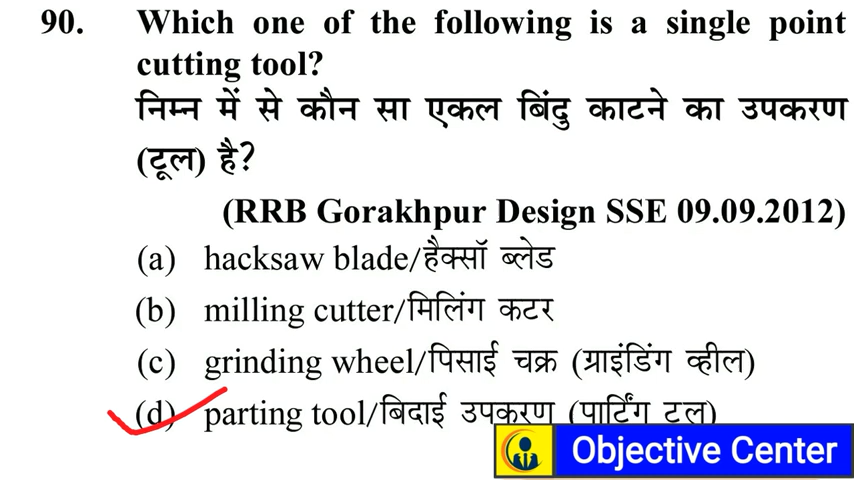 90. Which one of the following is a single point
cutting tool?
निम्न में से कौन सा एकल बिंदु काटने का उपकरण
(टूल) है?
(RRB Gorakhpur Design SSE 09.09.2012)
(a) hacksaw blade/हैक्सॉ ब्लेड
(b) milling cutter/मिलिंग कटर
(c) grinding wheel/पिसाई चक्र (ग्राइंडिंग व्हील)
(d) parting tool/बिदाई उपकरण (पार्टिंग टूल)
Objective Center